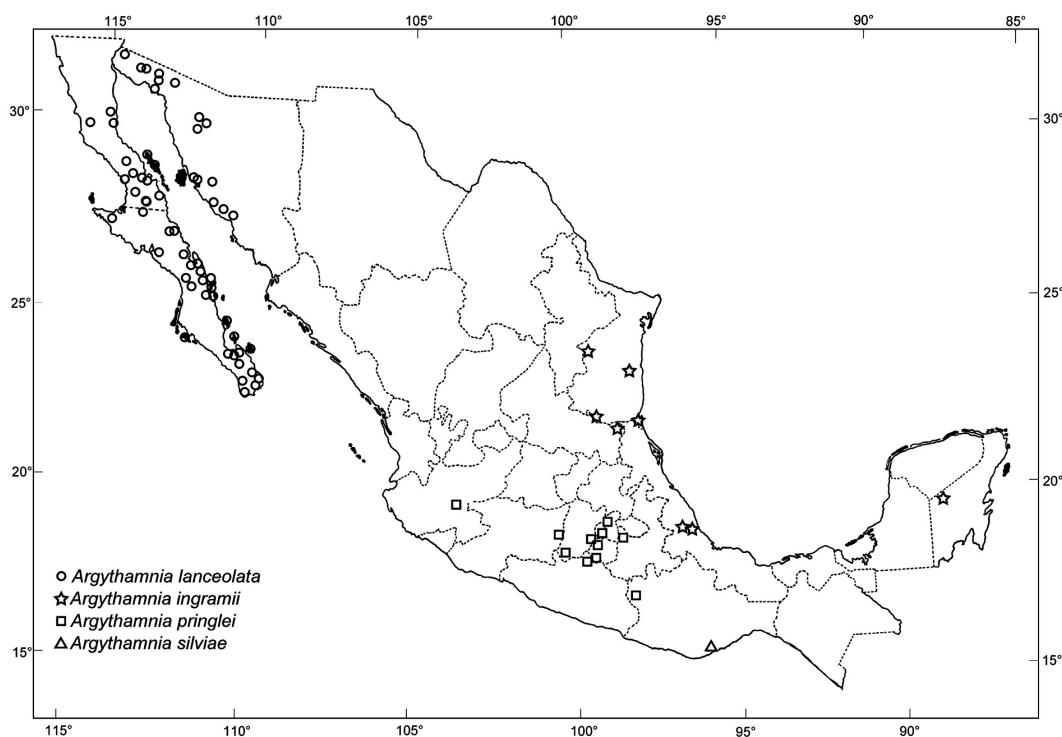 115° 110° 105° 100° 95° 90° 85°
30° 30°
25° 25°
20° 20°
Argythamnia lanceolata
Argythamnia ingramii
Argythamnia pringlei
Argythamnia silviae
15° 15°
115° 110° 105° 100° 95° 90°